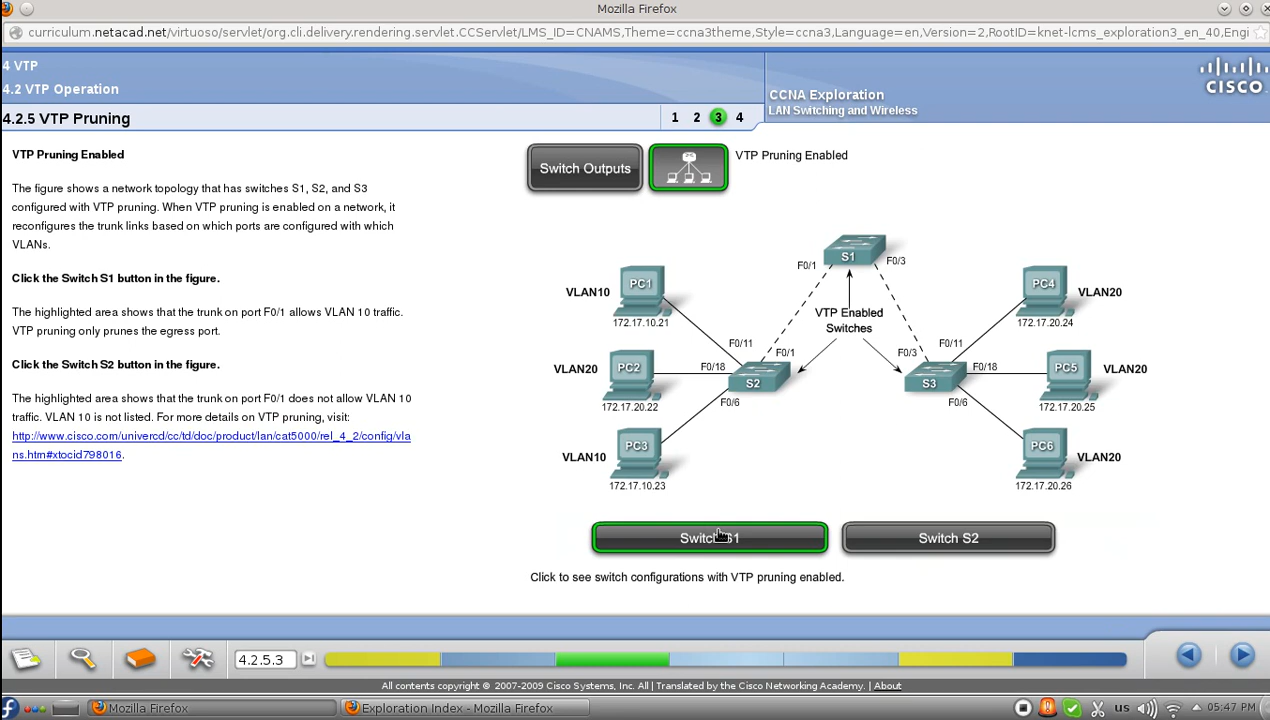 Mozilla Firefox
curriculum.netacad.net/virtuoso/servlet/org.cli.delivery.rendering.servlet.CCServlet/LMS_ID=CNAMS,Theme=ccna3theme,Style=ccna3,Language=en,Version=2,RootID=knet-lcms_exploration3_en_40,Engi
4 VTP
4.2 VTP Operation
CCNA Exploration
LAN Switching and Wireless
CISCO
4.2.5 VTP Pruning
1 2 3 4
VTP Pruning Enabled
The figure shows a network topology that has switches S1, S2, and S3
configured with VTP pruning. When VTP pruning is enabled on a network, it
reconfigures the trunk links based on which ports are configured with which
VLANs.
Click the Switch S1 button in the figure.
The highlighted area shows that the trunk on port F0/1 allows VLAN 10 traffic.
VTP pruning only prunes the egress port.
Click the Switch S2 button in the figure.
The highlighted area shows that the trunk on port F0/1 does not allow VLAN 10
traffic. VLAN 10 is not listed. For more details on VTP pruning, visit:
http://www.cisco.com/univercd/cc/td/doc/product/lan/cat5000/rel_4_2/config/vla
ns.htm#xtocid798016.
Switch Outputs
VTP Pruning Enabled
S1
F0/1
F0/3
VLAN10
PC1
172.17.10.21
PC4
VLAN20
172.17.20.24
VTP Enabled
Switches
F0/11
F0/1
F0/3
F0/11
VLAN20
PC2
172.17.20.22
F0/18
S2
S3
F0/18
PC5
VLAN20
172.17.20.25
F0/6
F0/6
VLAN10
PC3
172.17.10.23
PC6
VLAN20
172.17.20.26
Switch S1
Switch S2
Click to see switch configurations with VTP pruning enabled.
4.2.5.3
All contents copyright © 2007-2009 Cisco Systems, Inc. All | Translated by the Cisco Networking Academy. | About
Mozilla Firefox
Exploration Index - Mozilla Firefox
us
05:47 PM